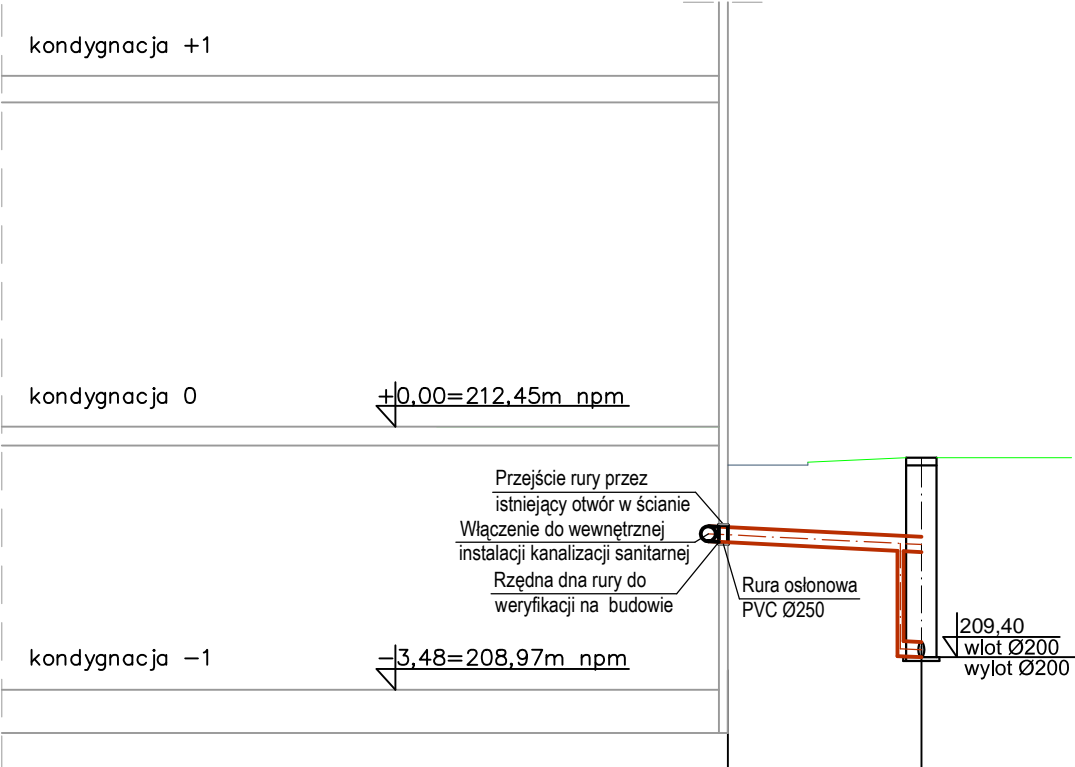 kondygnacja +1
kondygnacja 0
+0,00=212,45m npm
Przejście rury przez
istniejący otwór w ścianie
Włączenie do wewnętrznej
instalacji kanalizacji sanitarnej
Rzędna dna rury do
weryfikacji na budowie
Rura osłonowa
PVC Ø250
kondygnacja -1
-3,48=208,97m npm
209,40
wlot Ø200
wylot Ø200